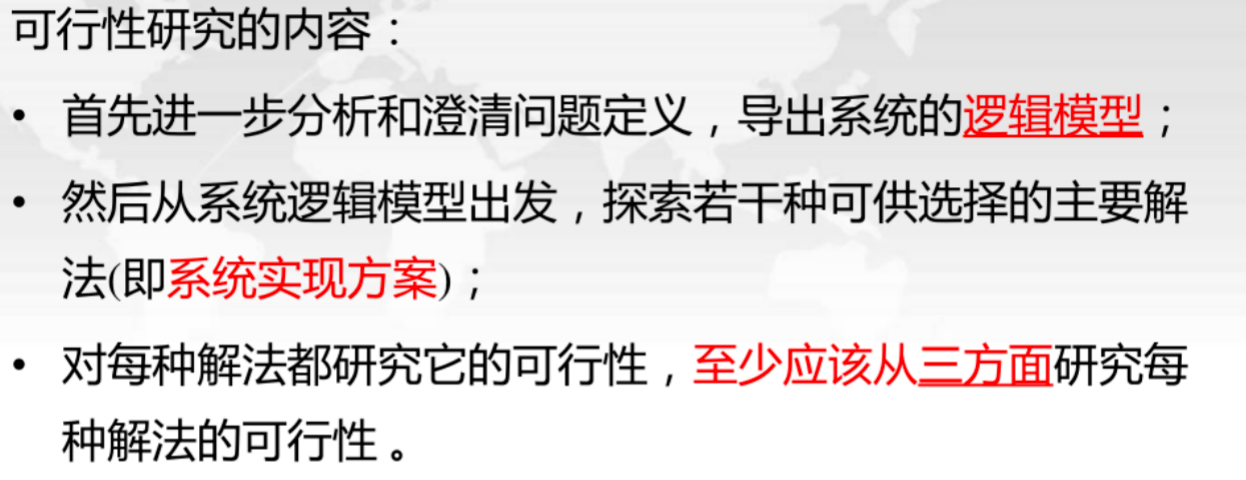 可行性研究的内容：
• 首先进一步分析和澄清问题定义，导出系统的逻辑模型；
• 然后从系统逻辑模型出发，探索若干种可供选择的主要解
法(即系统实现方案)；
• 对每种解法都研究它的可行性，至少应该从三方面研究每
种解法的可行性。